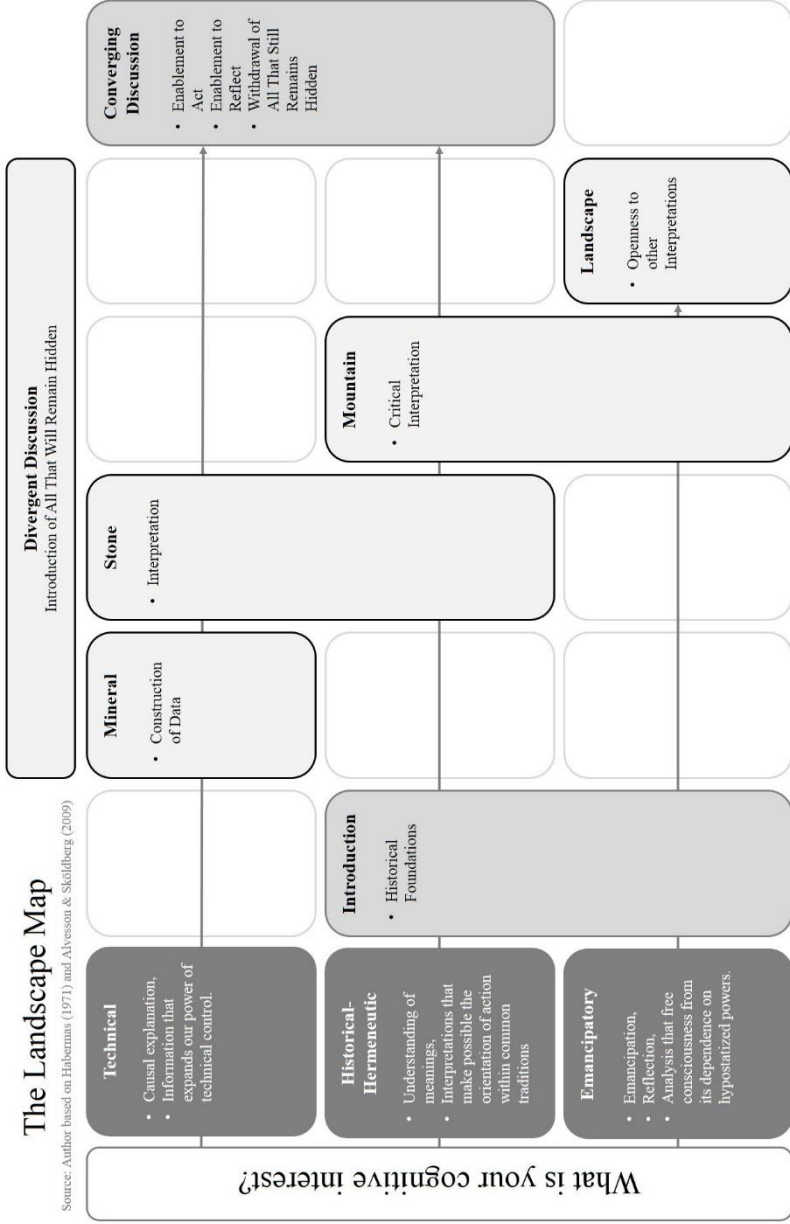 The Landscape Map
Source: Author based on Habermas (1971) and Alvesson & Sköldberg (2009)
Divergent Discussion
Introduction of All That Will Remain Hidden
What is your cognitive interest?
Technical
• Causal explanation,
• Information that
expands our power of
technical control.
Mineral
• Construction
of Data
Stone
• Interpretation
Converging
Discussion
• Enablement to
Act
• Enablement to
Reflect
• Withdrawal of
All That Still
Remains
Hidden
Historical-
Hermeneutic
• Understanding of
meanings,
• Interpretations that
make possible the
orientation of action
within common
traditions
Introduction
• Historical
Foundations
Mountain
• Critical
Interpretation
Emancipatory
• Emancipation,
• Reflection,
• Analysis that free
consciousness from
its dependence on
hypostatized powers.
Landscape
• Openness to
other
Interpretations